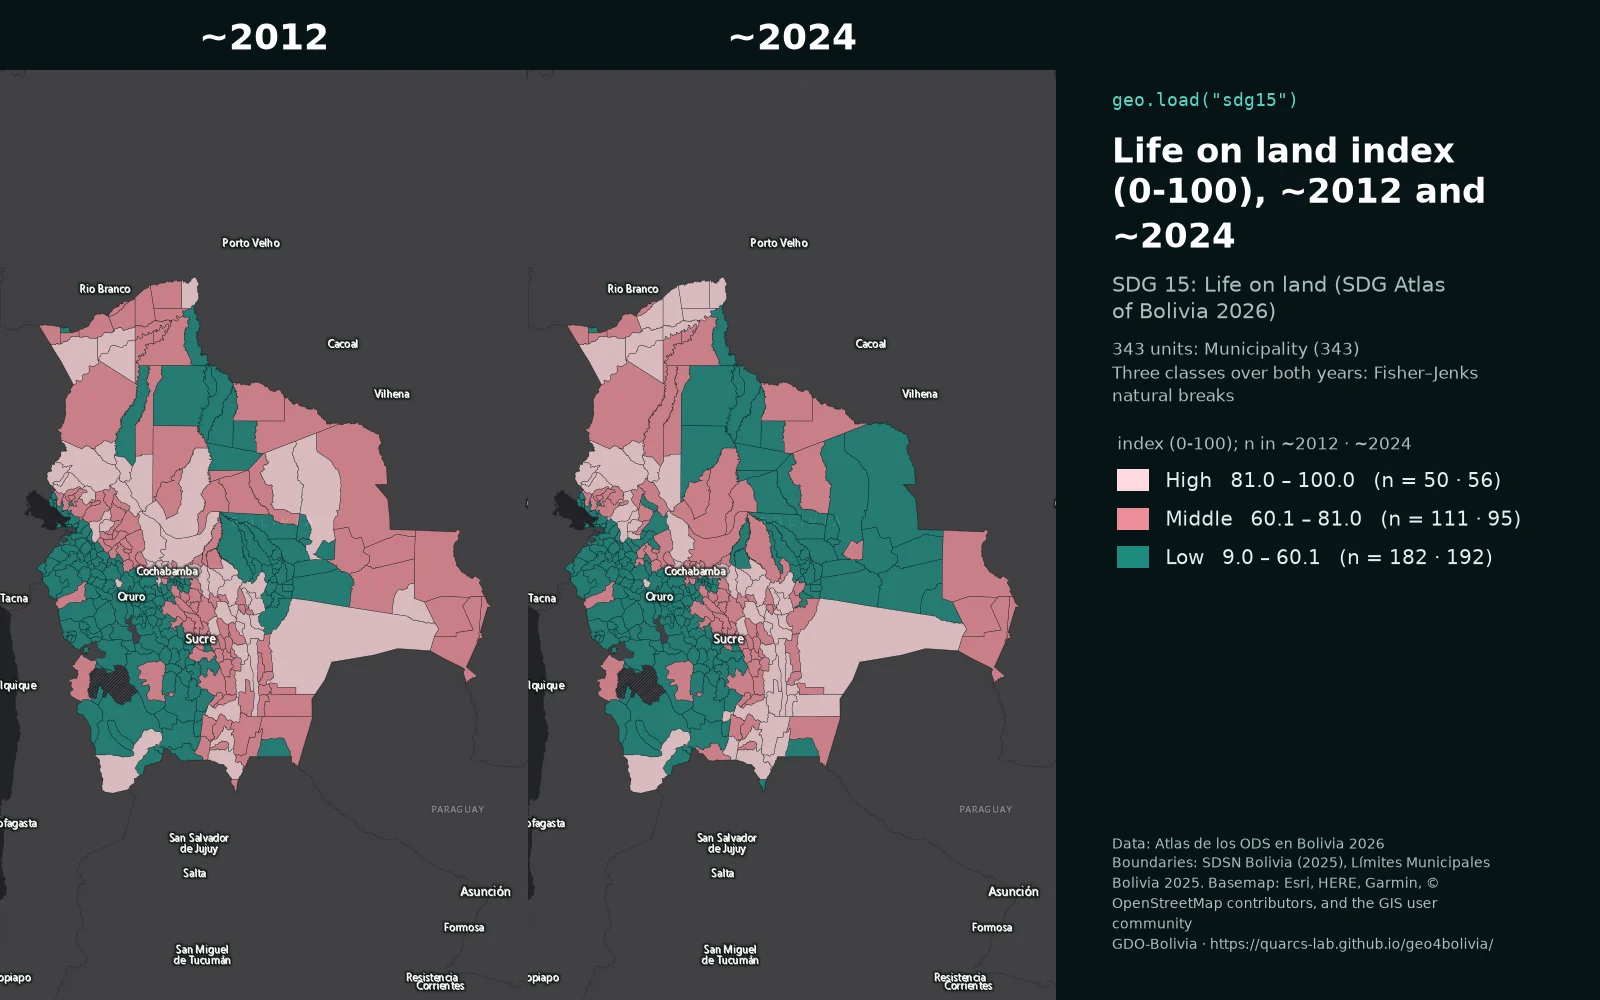 ~2012
~2024
geo.load("sdg15")
Life on land index
(0-100), ~2012 and
~2024
SDG 15: Life on land (SDG Atlas
of Bolivia 2026)
343 units: Municipality (343)
Three classes over both years: Fisher–Jenks
natural breaks
index (0-100); n in ~2012 · ~2024
High 81.0 – 100.0 (n = 50 · 56)
Middle 60.1 – 81.0 (n = 111 · 95)
Low 9.0 – 60.1 (n = 182 · 192)
Porto Velho
Rio Branco
Cacoal
Vilhena
Cochabamba
Oruro
Tacna
Sucre
Iquique
PARAGUAY
ofagasta
San Salvador
de Jujuy
Salta
Asunción
Formosa
San Miguel
de Tucumán
Resistencia
Corrientes
opiapo
Porto Velho
Rio Branco
Cacoal
Vilhena
Cochabamba
Oruro
Tacna
Sucre
Iquique
PARAGUAY
ofagasta
San Salvador
de Jujuy
Salta
Asunción
Formosa
San Miguel
de Tucumán
Resistencia
Corrientes
opiapo
Data: Atlas de los ODS en Bolivia 2026
Boundaries: SDSN Bolivia (2025), Límites Municipales
Bolivia 2025. Basemap: Esri, HERE, Garmin, ©
OpenStreetMap contributors, and the GIS user
community
GDO-Bolivia · https://quarcs-lab.github.io/geo4bolivia/